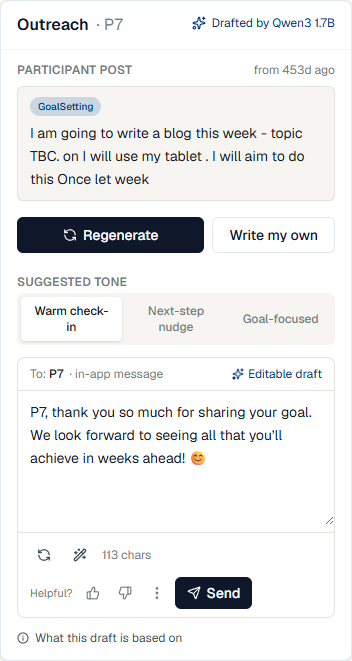 Outreach · P7
Drafted by Qwen3 1.7B
PARTICIPANT POST
from 453d ago
GoalSetting
I am going to write a blog this week - topic
TBC. on I will use my tablet . I will aim to do
this Once let week
Regenerate
Write my own
SUGGESTED TONE
Warm check-
in
Next-step
nudge
Goal-focused
To: P7 · in-app message
Editable draft
P7, thank you so much for sharing your goal.
We look forward to seeing all that you'll
achieve in weeks ahead! 😊
113 chars
Helpful?
Send
What this draft is based on